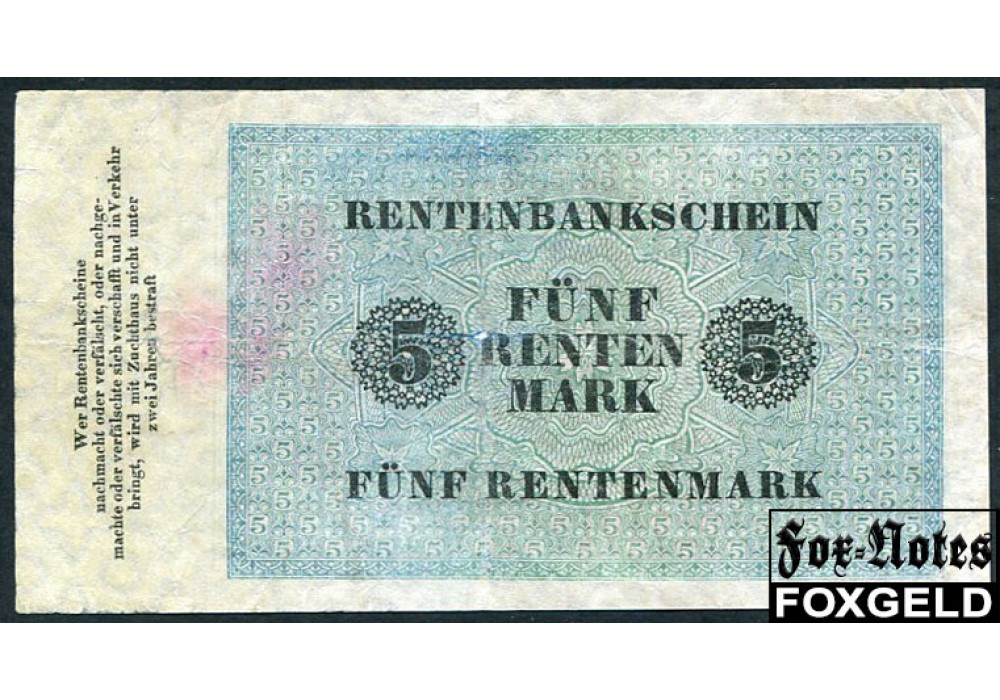 Wer Rentenbankscheine
nachmacht oder verfälscht, oder nachge-
machte oder verfälschte sich verschafft und in Verkehr
bringt, wird mit Zuchthaus nicht unter
zwei Jahren bestraft
RENTENBANKSCHEIN
FÜNF
5 RENTEN 5
MARK
FÜNF RENTENMARK
Fox-Notes
FOXGELD